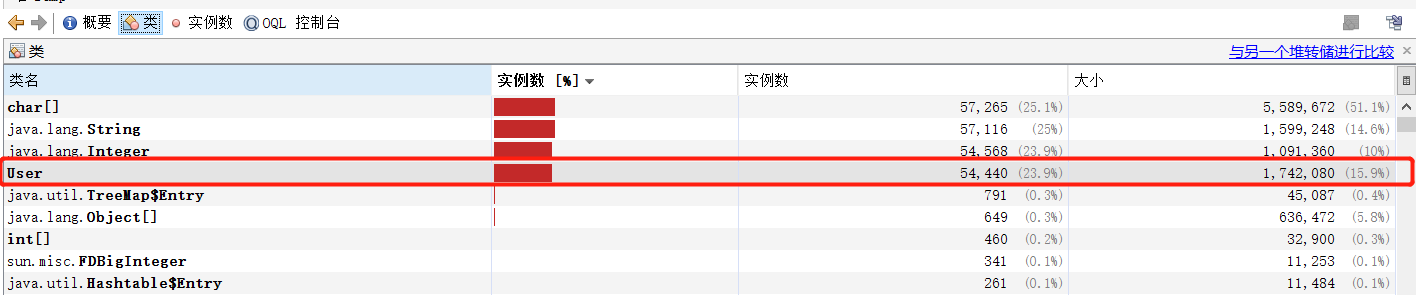 概要 类 实例数 OQL 控制台
类 与另一个堆转储进行比较
类名 实例数 [%] 实例数 大小
char[] 57,265 (25.1%) 5,589,672 (51.1%)
java.lang.String 57,116 (25%) 1,599,248 (14.6%)
java.lang.Integer 54,568 (23.9%) 1,091,360 (10%)
User 54,440 (23.9%) 1,742,080 (15.9%)
java.util.TreeMap$Entry 791 (0.3%) 45,087 (0.4%)
java.lang.Object[] 649 (0.3%) 636,472 (5.8%)
int[] 460 (0.2%) 32,900 (0.3%)
sun.misc.FDBigInteger 341 (0.1%) 11,253 (0.1%)
java.util.Hashtable$Entry 261 (0.1%) 11,484 (0.1%)